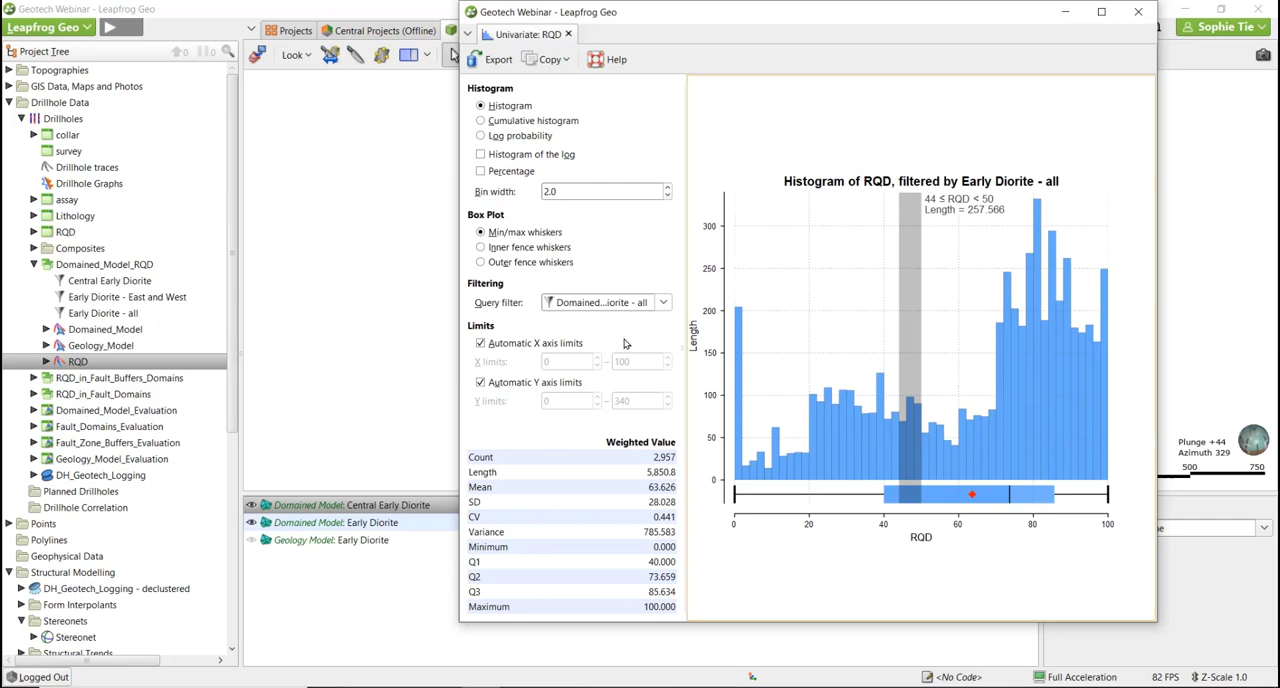 Geotech Webinar - Leapfrog Geo
Leapfrog Geo
Projects
Central Projects (Offline)
Sophie Tie
Project Tree
Look
Topographies
GIS Data, Maps and Photos
Drillhole Data
Drillholes
collar
survey
Drillhole traces
Drillhole Graphs
assay
Lithology
RQD
Composites
Domained_Model_RQD
Central Early Diorite
Early Diorite - East and West
Early Diorite - all
Domained_Model
Geology_Model
RQD
RQD_in_Fault_Buffers_Domains
RQD_in_Fault_Domains
Domained_Model_Evaluation
Fault_Domains_Evaluation
Fault_Zone_Buffers_Evaluation
Geology_Model_Evaluation
DH_Geotech_Logging
Planned Drillholes
Drillhole Correlation
Points
Polylines
Geophysical Data
Structural Modelling
DH_Geotech_Logging - declustered
Form Interpolants
Stereonets
Stereonet
Structural Trends
Logged Out
Domained Model: Central Early Diorite
Domained Model: Early Diorite
Geology Model: Early Diorite
Geotech Webinar - Leapfrog Geo
Univariate: RQD
Export
Copy
Help
Histogram
Histogram
Cumulative histogram
Log probability
Histogram of the log
Percentage
Bin width: 2.0
Box Plot
Min/max whiskers
Inner fence whiskers
Outer fence whiskers
Filtering
Query filter: Domained...iorite - all
Limits
Automatic X axis limits
X limits: 0 – 100
Automatic Y axis limits
Y limits: 0 – 340
Weighted Value
Count 2,957
Length 5,850.8
Mean 63.626
SD 28.028
CV 0.441
Variance 785.583
Minimum 0.000
Q1 40.000
Q2 73.659
Q3 85.634
Maximum 100.000
Histogram of RQD, filtered by Early Diorite - all
44 ≤ RQD < 50
Length = 257.566
300
250
200
150
100
50
0
Length
0 20 40 60 80 100
RQD
Plunge +44
Azimuth 329
500 750
<No Code>
Full Acceleration
82 FPS
Z-Scale 1.0